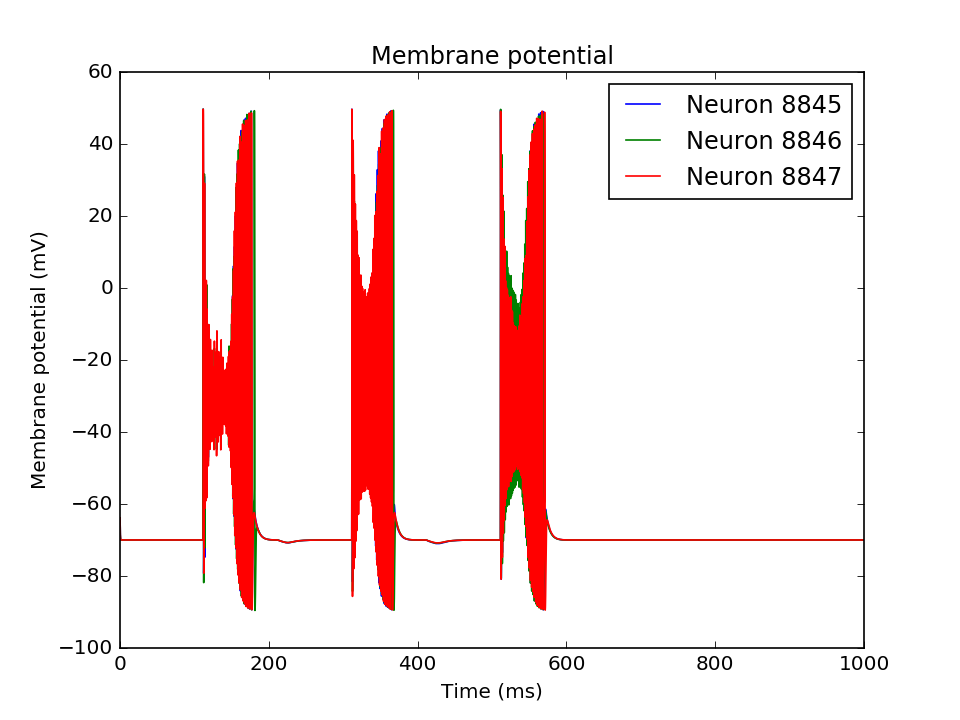 Membrane potential
Membrane potential (mV)
60
40
20
0
−20
−40
−60
−80
−100
Neuron 8845
Neuron 8846
Neuron 8847
0 200 400 600 800 1000
Time (ms)